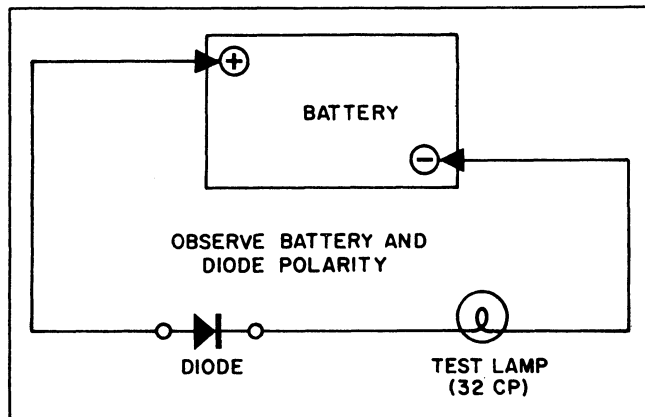 +
BATTERY
−
OBSERVE BATTERY AND
DIODE POLARITY
DIODE
TEST LAMP
(32 CP)